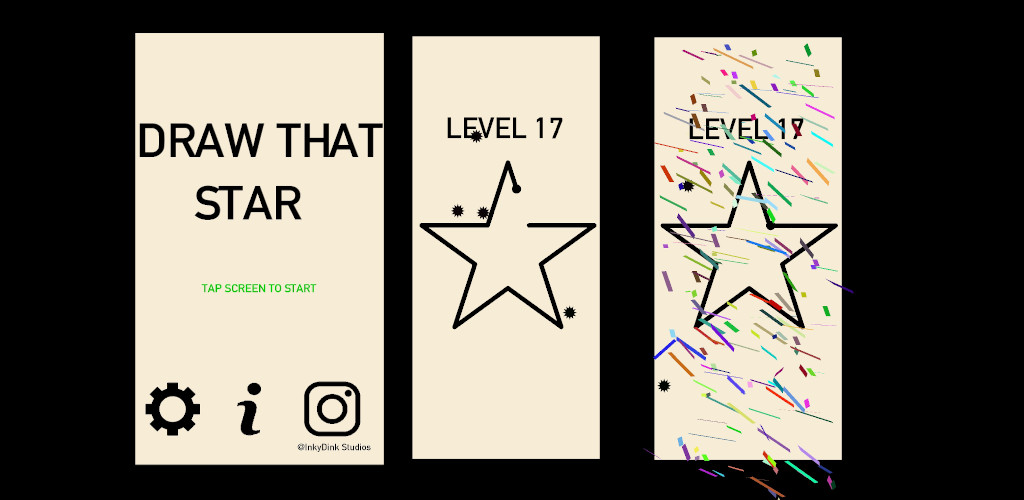 DRAW THAT
STAR
TAP SCREEN TO START
@InkyDink Studios
LEVEL 17
LEVEL 17